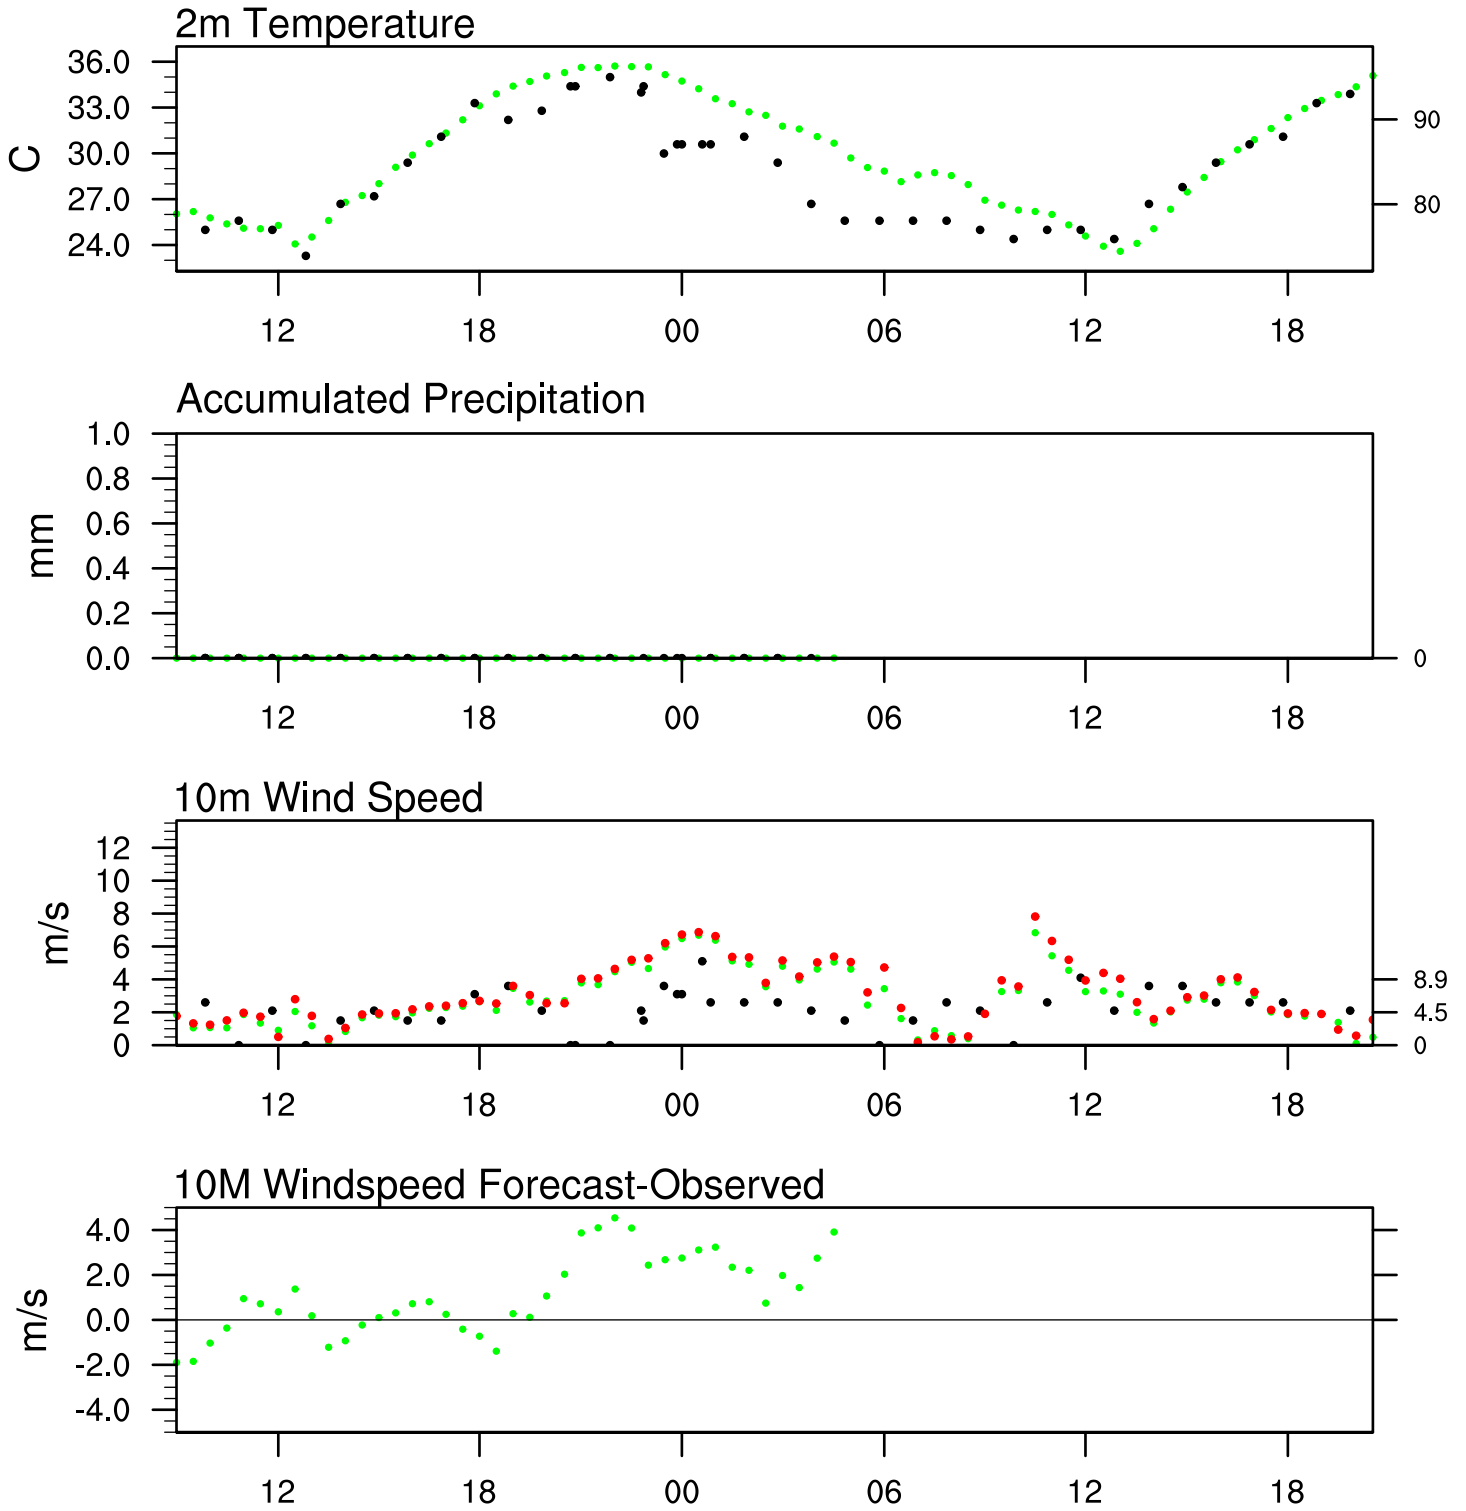 2m Temperature
36.0
33.0
30.0
27.0
24.0
C
90
80
12 18 00 06 12 18
Accumulated Precipitation
1.0
0.8
0.6
0.4
0.2
0.0
mm
0
12 18 00 06 12 18
10m Wind Speed
12
10
8
6
4
2
0
m/s
8.9
4.5
0
12 18 00 06 12 18
10M Windspeed Forecast-Observed
4.0
2.0
0.0
-2.0
-4.0
m/s
12 18 00 06 12 18